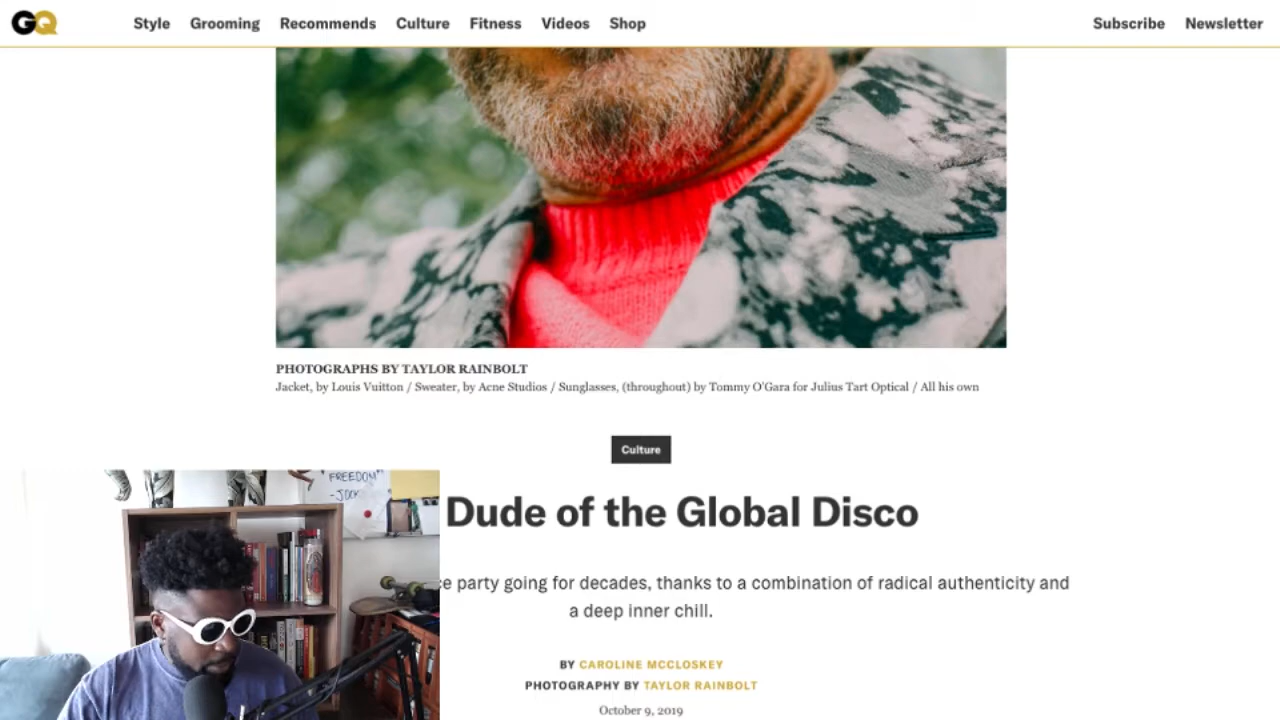 GQ Style Grooming Recommends Culture Fitness Videos Shop Subscribe Newsletter
PHOTOGRAPHS BY TAYLOR RAINBOLT
Jacket, by Louis Vuitton / Sweater, by Acne Studios / Sunglasses, (throughout) by Tommy O'Gara for Julius Tart Optical / All his own
Culture
Dude of the Global Disco
party going for decades, thanks to a combination of radical authenticity and
a deep inner chill.
BY CAROLINE MCCLOSKEY
PHOTOGRAPHY BY TAYLOR RAINBOLT
October 9, 2019
FREEDOM"